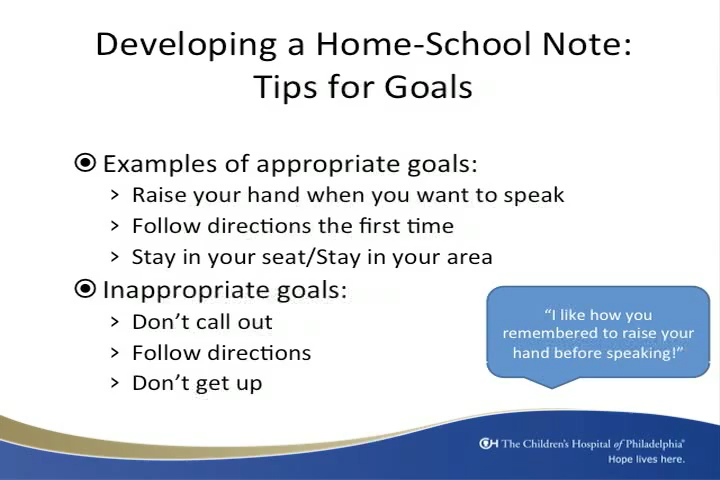 Developing a Home-School Note:
Tips for Goals
Examples of appropriate goals:
› Raise your hand when you want to speak
› Follow directions the first time
› Stay in your seat/Stay in your area
Inappropriate goals:
› Don’t call out
› Follow directions
› Don’t get up
“I like how you
remembered to raise your
hand before speaking!”
CH The Children's Hospital of Philadelphia®
Hope lives here.